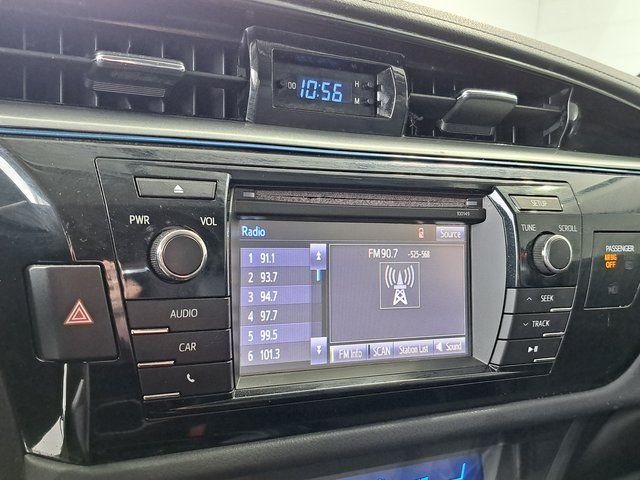 :00
10:56
H
M
100149
PWR
VOL
AUDIO
CAR
Radio
Source
1 91.1
2 93.7
3 94.7
4 97.7
5 99.5
6 101.3
FM 90.7
FM Info
SCAN
Station List
Sound
SETUP
TUNE
SCROLL
SEEK
TRACK
PASSENGER
OFF